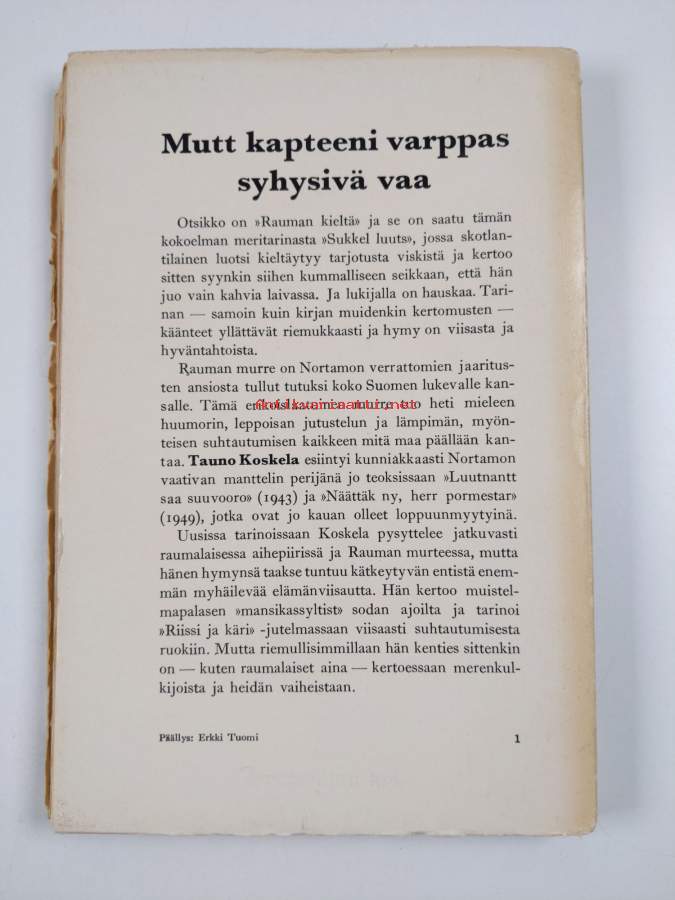 Mutt kapteeni varppas
syhysivä vaa
Otsikko on »Rauman kieltä» ja se on saatu tämän
kokoelman meritarinasta »Sukkel luuts», jossa skotlan-
tilainen luotsi kieltäytyy tarjotusta viskistä ja kertoo
sitten syynkin siihen kummalliseen seikkaan, että hän
juo vain kahvia laivassa. Ja lukijalla on hauskaa. Tari-
nan — samoin kuin kirjan muidenkin kertomusten —
käänteet yllättävät riemukkaasti ja hymy on viisasta ja
hyväntahtoista.
Rauman murre on Nortamon verrattomien jaaritus-
ten ansiosta tullut tutuksi koko Suomen lukevalle kan-
salle. Tämä murre tuo heti mieleen
huumorin, leppoisan jutustelun ja lämpimän, myön-
teisen suhtautumisen kaikkeen mitä maa päällään kan-
taa. Tauno Koskela esiintyi kunniakkaasti Nortamon
vaativan manttelin perijänä jo teoksissaan »Luutnantt
saa suuvooro» (1943) ja »Näättäk ny, herr pormestar»
(1949), jotka ovat jo kauan olleet loppuunmyytyinä.
Uusissa tarinoissaan Koskela pysyttelee jatkuvasti
raumalaisessa aihepiirissä ja Rauman murteessa, mutta
hänen hymynsä taakse tuntuu kätkeytyvän entistä enem-
män myhäilevää elämänviisautta. Hän kertoo muistel-
mapalasen »mansikassyltist» sodan ajoilta ja tarinoi
»Riissi ja käri» -jutelmassaan viisaasti suhtautumisesta
ruokiin. Mutta riemullisimmillaan hän kenties sittenkin
on — kuten raumalaiset aina — kertoessaan merenkul-
kijoista ja heidän vaiheistaan.
Päällys: Erkki Tuomi 1